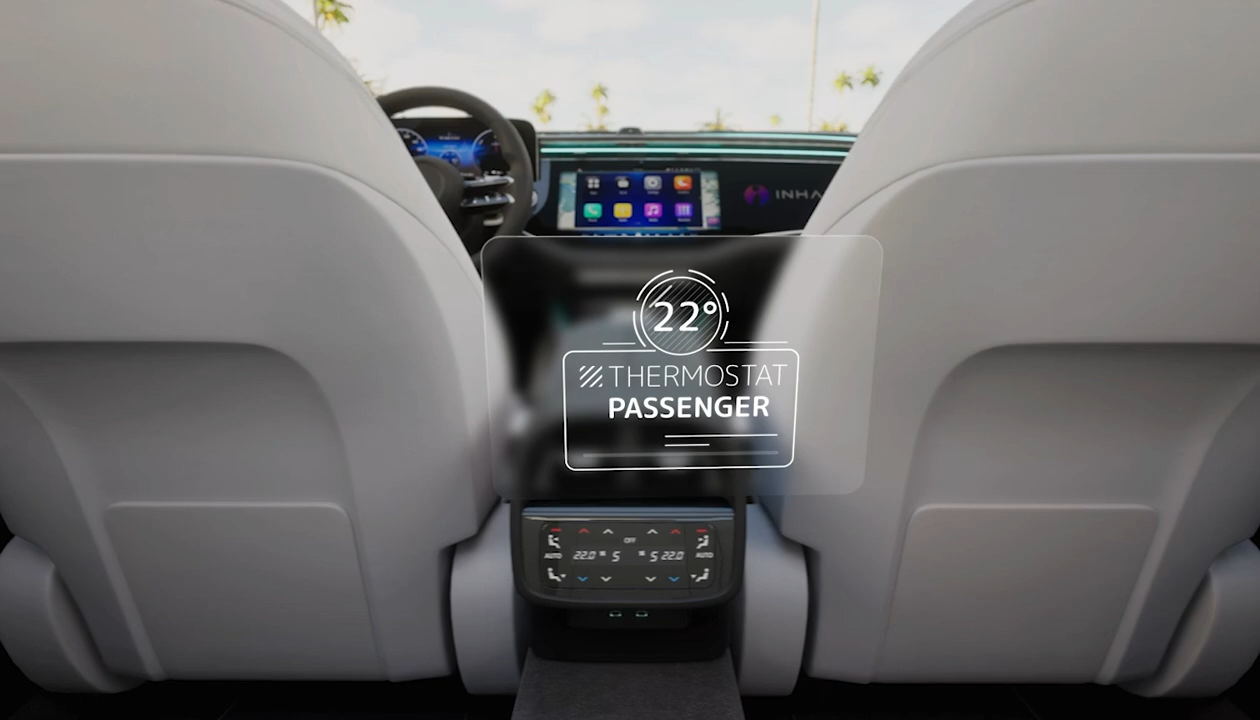 INHA
22°
THERMOSTAT
PASSENGER
OFF
AUTO 22.0 5 5 22.0 AUTO